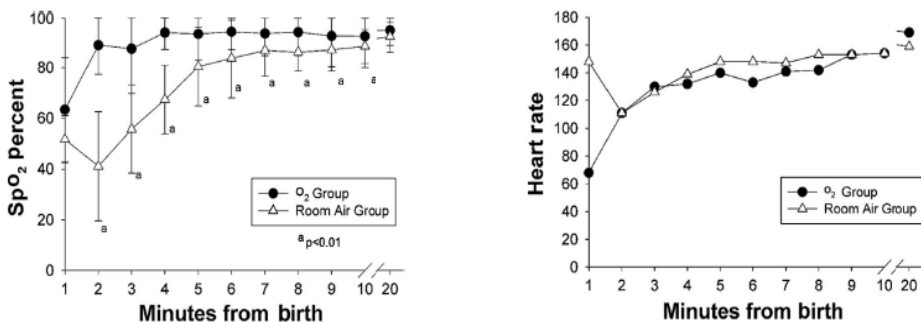 100
80
60
40
20
0
SpO₂ percent
a
a
a
a
a
a
a
a
a
O₂ Group
Room Air Group
a p<0.01
1 2 3 4 5 6 7 8 9 10 20
Minutes from birth
180
160
140
120
100
80
60
40
20
0
Heart rate
O₂ Group
Room Air Group
1 2 3 4 5 6 7 8 9 10 20
Minutes from birth